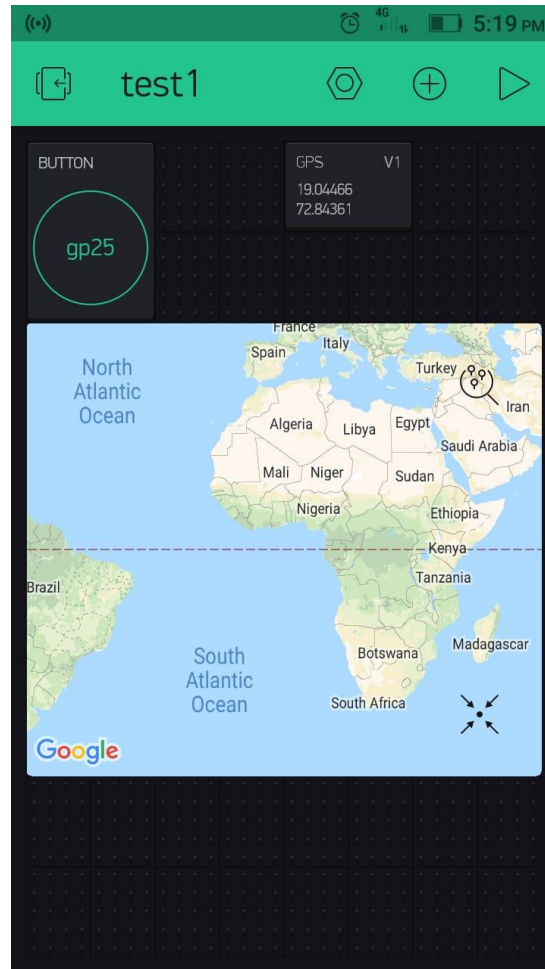 4G
5:19 PM
test1
BUTTON
gp25
GPS V1
19.04466
72.84361
France
Italy
Spain
Turkey
Iran
North
Atlantic
Ocean
Algeria
Libya
Egypt
Saudi Arabia
Mali
Niger
Sudan
Nigeria
Ethiopia
Kenya
Brazil
Tanzania
South
Atlantic
Ocean
Botswana
Madagascar
South Africa
Google